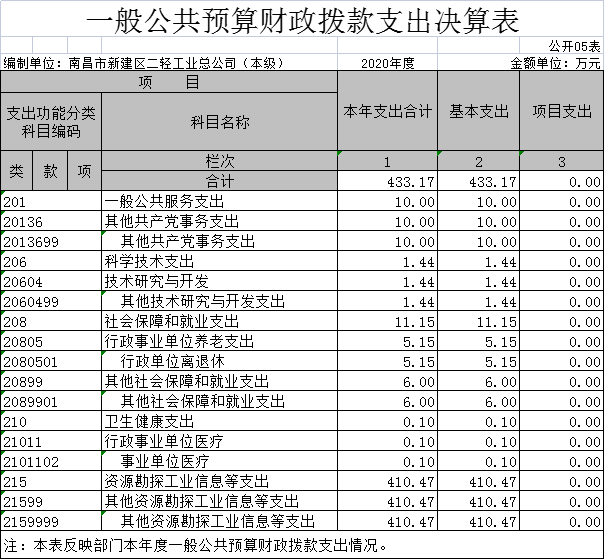 一般公共预算财政拨款支出决算表
公开05表
编制单位：南昌市新建区二轻工业总公司（本级） 2020年度 金额单位：万元
项 目 本年支出合计 基本支出 项目支出
支出功能分类科目编码 科目名称
类 款 项 栏次 1 2 3
合计 433.17 433.17 0.00
201 一般公共服务支出 10.00 10.00 0.00
20136 其他共产党事务支出 10.00 10.00 0.00
2013699 其他共产党事务支出 10.00 10.00 0.00
206 科学技术支出 1.44 1.44 0.00
20604 技术研究与开发 1.44 1.44 0.00
2060499 其他技术研究与开发支出 1.44 1.44 0.00
208 社会保障和就业支出 11.15 11.15 0.00
20805 行政事业单位养老支出 5.15 5.15 0.00
2080501 行政单位离退休 5.15 5.15 0.00
20899 其他社会保障和就业支出 6.00 6.00 0.00
2089901 其他社会保障和就业支出 6.00 6.00 0.00
210 卫生健康支出 0.10 0.10 0.00
21011 行政事业单位医疗 0.10 0.10 0.00
2101102 事业单位医疗 0.10 0.10 0.00
215 资源勘探工业信息等支出 410.47 410.47 0.00
21599 其他资源勘探工业信息等支出 410.47 410.47 0.00
2159999 其他资源勘探工业信息等支出 410.47 410.47 0.00
注：本表反映部门本年度一般公共预算财政拨款支出情况。